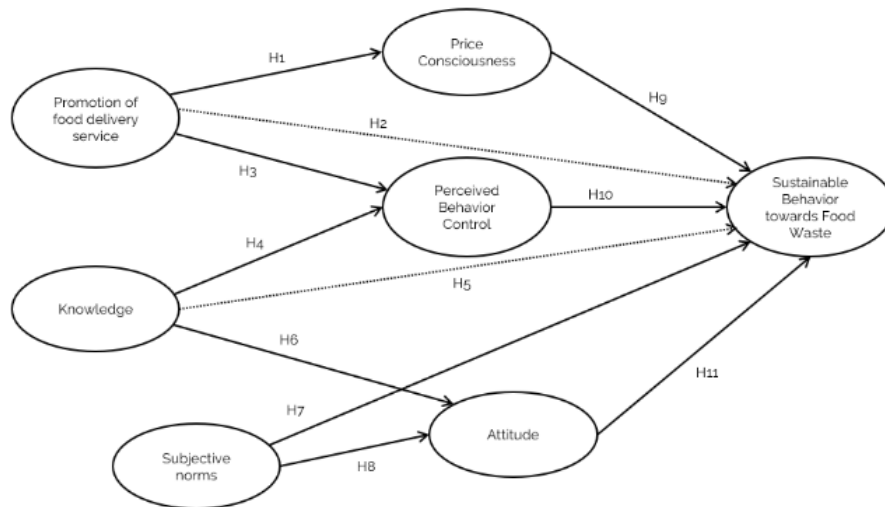 Price
Consciousness
H1
H9
Promotion of
food delivery
service
H2
H3
Perceived
Behavior
Control
H10
Sustainable
Behavior
towards Food
Waste
H4
H5
Knowledge
H6
H11
H7
Attitude
Subjective
norms
H8